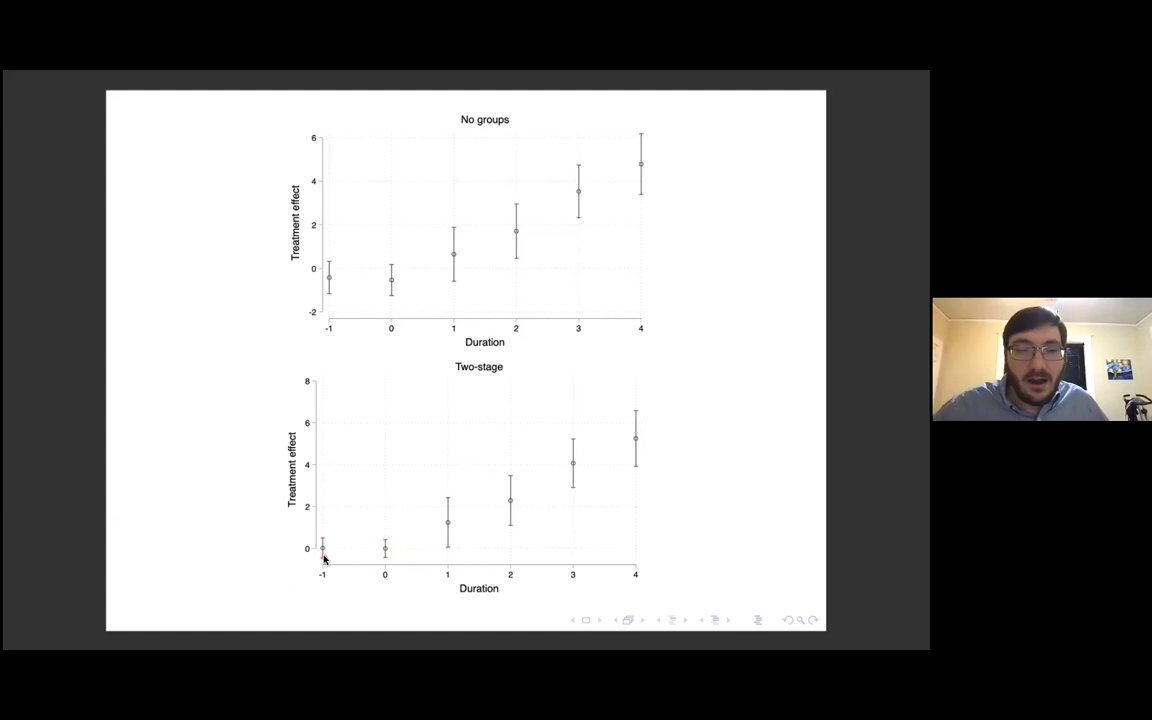 No groups
6
4
2
0
-2
Treatment effect
-1 0 1 2 3 4
Duration
Two-stage
8
6
4
2
0
Treatment effect
-1 0 1 2 3 4
Duration